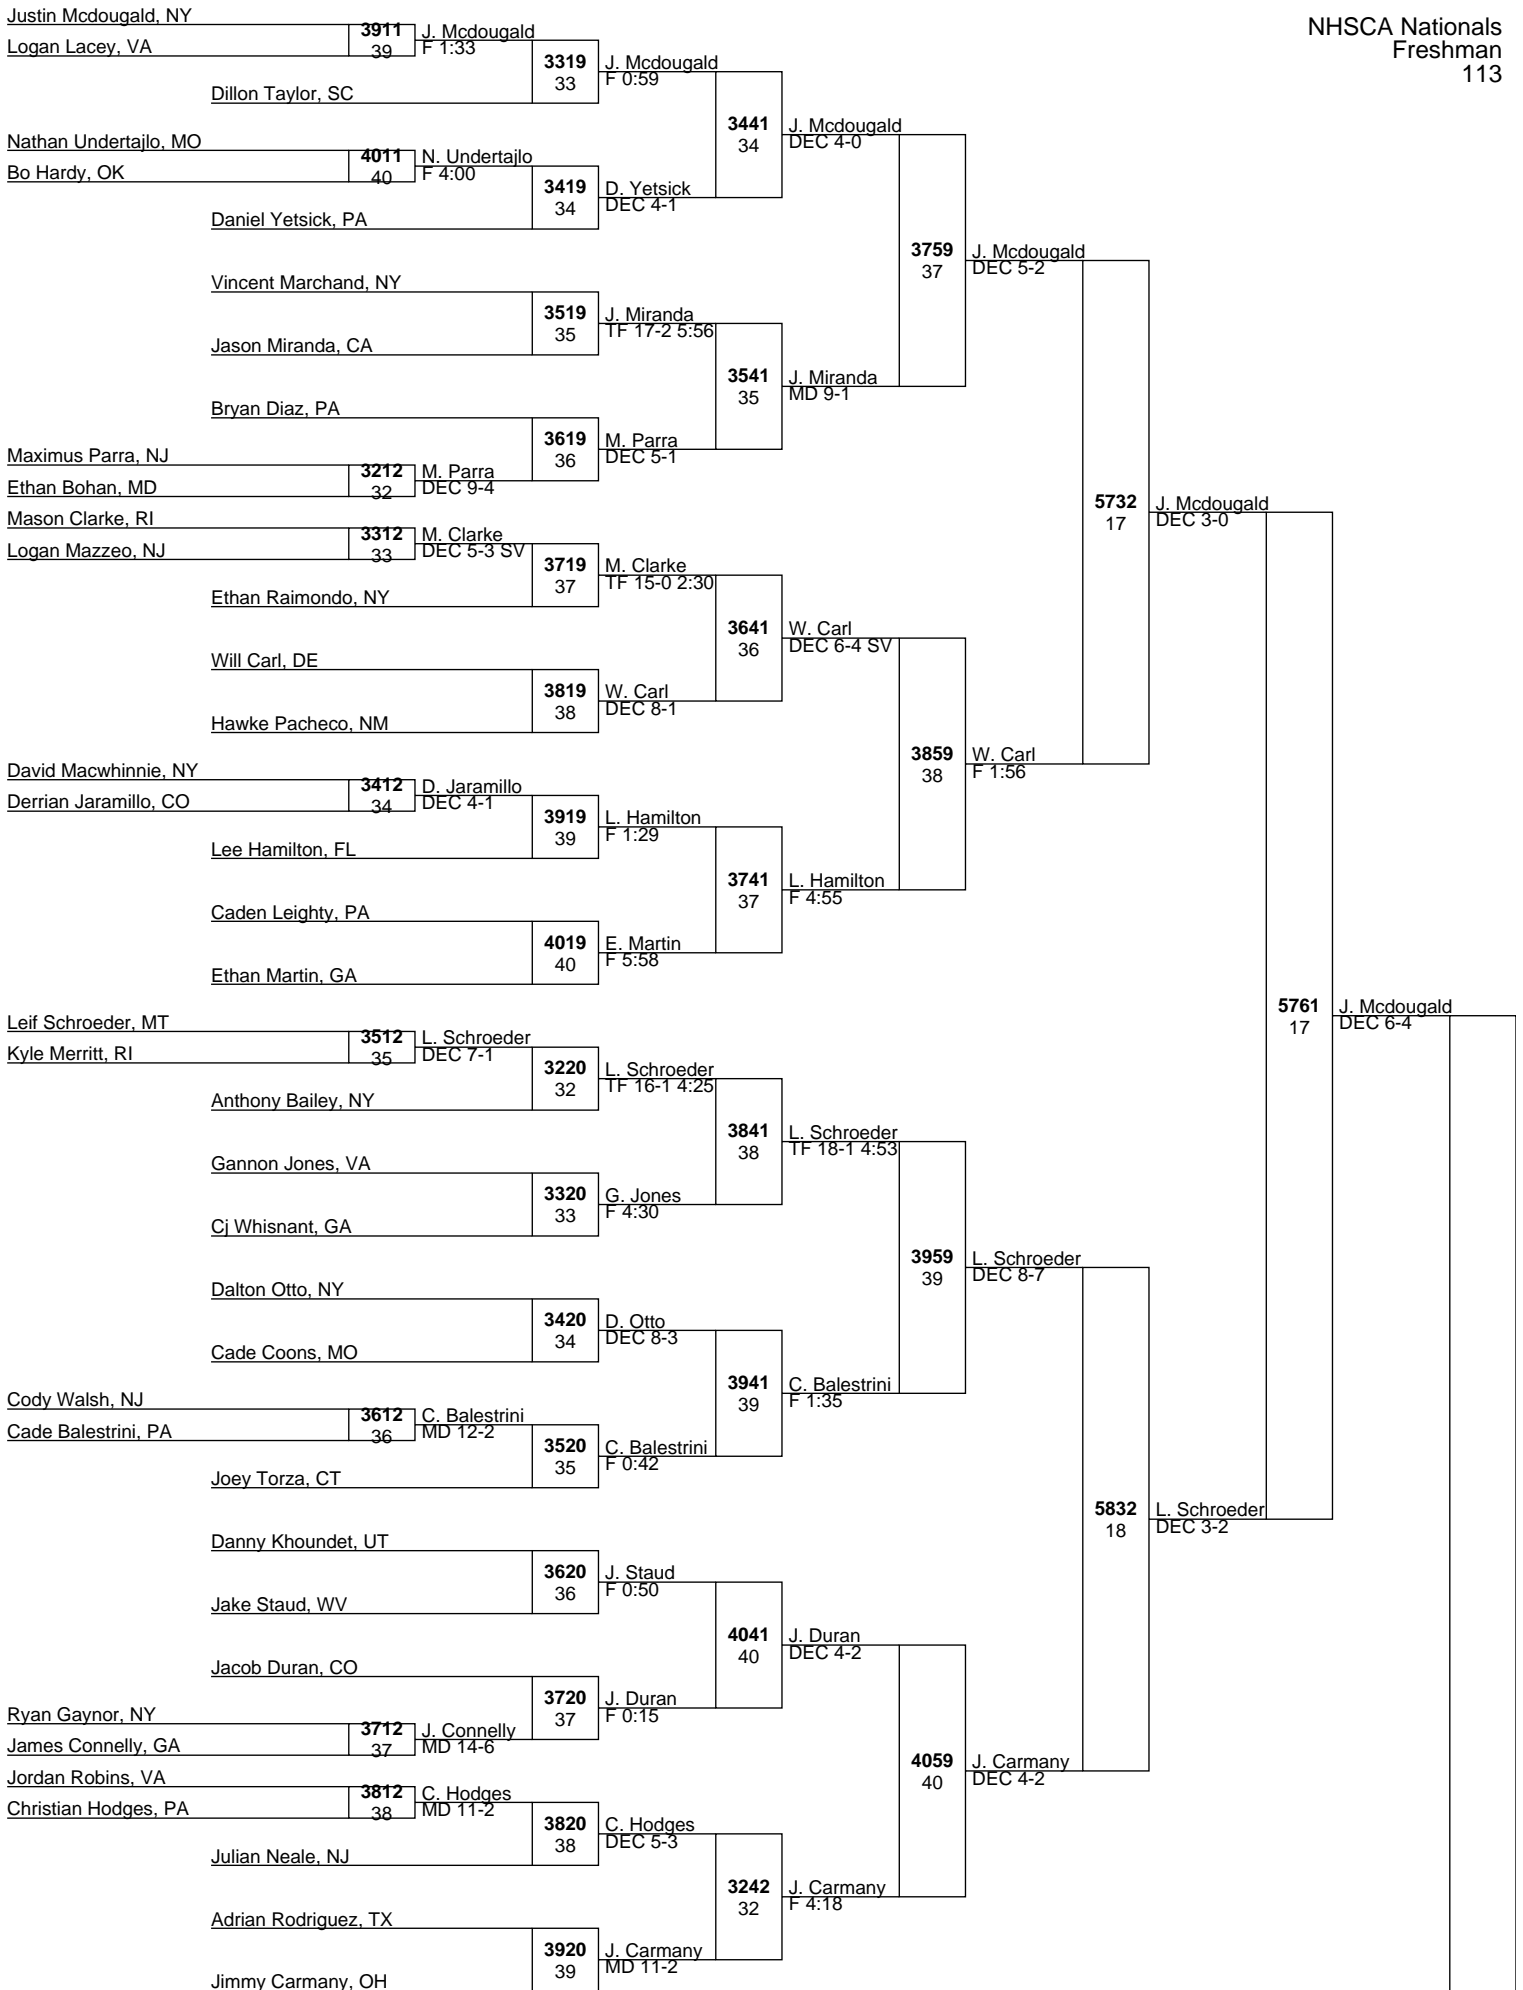 NHSCA Nationals
Freshman
113
Justin Mcdougald, NY
3911 J. Mcdougald
Logan Lacey, VA
39 F 1:33
3319 J. Mcdougald
33 F 0:59
Dillon Taylor, SC
3441 J. Mcdougald
34 DEC 4-0
Nathan Undertajlo, MO
4011 N. Undertajlo
Bo Hardy, OK
40 F 4:00
3419 D. Yetsick
34 DEC 4-1
Daniel Yetsick, PA
3759 J. Mcdougald
37 DEC 5-2
Vincent Marchand, NY
3519 J. Miranda
35 TF 17-2 5:56
Jason Miranda, CA
3541 J. Miranda
35 MD 9-1
Bryan Diaz, PA
3619 M. Parra
36 DEC 5-1
Maximus Parra, NJ
3212 M. Parra
Ethan Bohan, MD
32 DEC 9-4
5732 J. Mcdougald
17 DEC 3-0
Mason Clarke, RI
3312 M. Clarke
Logan Mazzeo, NJ
33 DEC 5-3 SV
3719 M. Clarke
37 TF 15-0 2:30
Ethan Raimondo, NY
3641 W. Carl
36 DEC 6-4 SV
Will Carl, DE
3819 W. Carl
38 DEC 8-1
Hawke Pacheco, NM
3859 W. Carl
38 F 1:56
David Macwhinnie, NY
3412 D. Jaramillo
Derrian Jaramillo, CO
34 DEC 4-1
3919 L. Hamilton
39 F 1:29
Lee Hamilton, FL
3741 L. Hamilton
37 F 4:55
Caden Leighty, PA
4019 E. Martin
40 F 5:58
Ethan Martin, GA
5761 J. Mcdougald
17 DEC 6-4
Leif Schroeder, MT
3512 L. Schroeder
Kyle Merritt, RI
35 DEC 7-1
3220 L. Schroeder
32 TF 16-1 4:25
Anthony Bailey, NY
3841 L. Schroeder
38 TF 18-1 4:53
Gannon Jones, VA
3320 G. Jones
33 F 4:30
Cj Whisnant, GA
3959 L. Schroeder
39 DEC 8-7
Dalton Otto, NY
3420 D. Otto
34 DEC 8-3
Cade Coons, MO
3941 C. Balestrini
39 F 1:35
Cody Walsh, NJ
3612 C. Balestrini
Cade Balestrini, PA
36 MD 12-2
3520 C. Balestrini
35 F 0:42
Joey Torza, CT
5832 L. Schroeder
18 DEC 3-2
Danny Khoundet, UT
3620 J. Staud
36 F 0:50
Jake Staud, WV
4041 J. Duran
40 DEC 4-2
Jacob Duran, CO
3720 J. Duran
37 F 0:15
Ryan Gaynor, NY
3712 J. Connelly
James Connelly, GA
37 MD 14-6
4059 J. Carmany
40 DEC 4-2
Jordan Robins, VA
3812 C. Hodges
Christian Hodges, PA
38 MD 11-2
3820 C. Hodges
38 DEC 5-3
Julian Neale, NJ
3242 J. Carmany
32 F 4:18
Adrian Rodriguez, TX
3920 J. Carmany
39 MD 11-2
Jimmy Carmany, OH